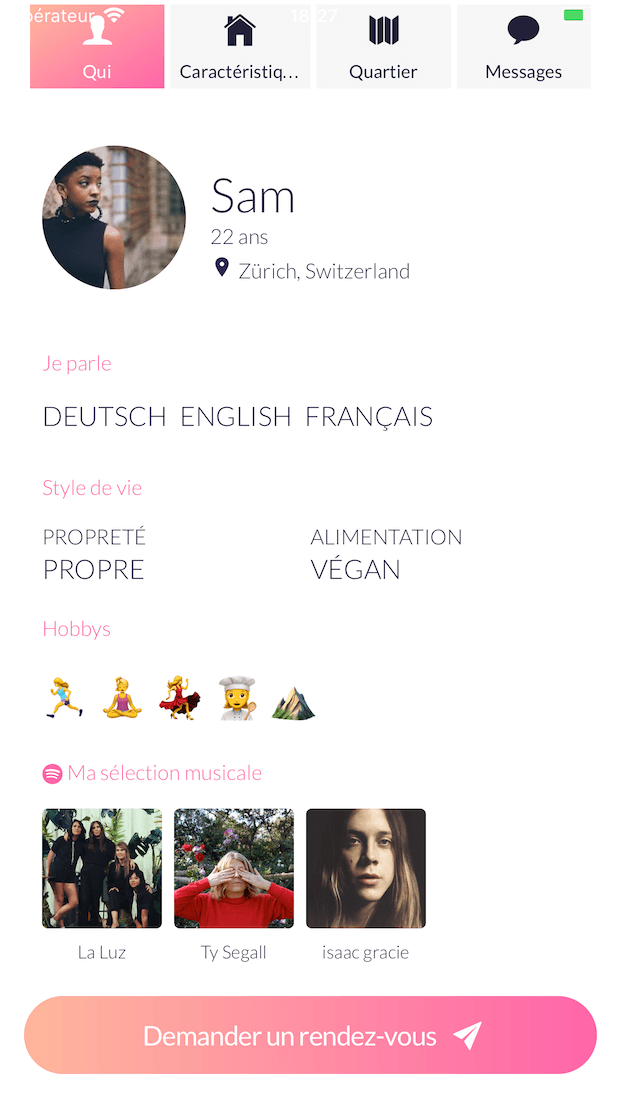 pérateur 18:27
Qui Caractéristiq... Quartier Messages
Sam
22 ans
Zürich, Switzerland
Je parle
DEUTSCH ENGLISH FRANÇAIS
Style de vie
PROPRETÉ ALIMENTATION
PROPRE VÉGAN
Hobbys
Ma sélection musicale
La Luz Ty Segall isaac gracie
Demander un rendez-vous